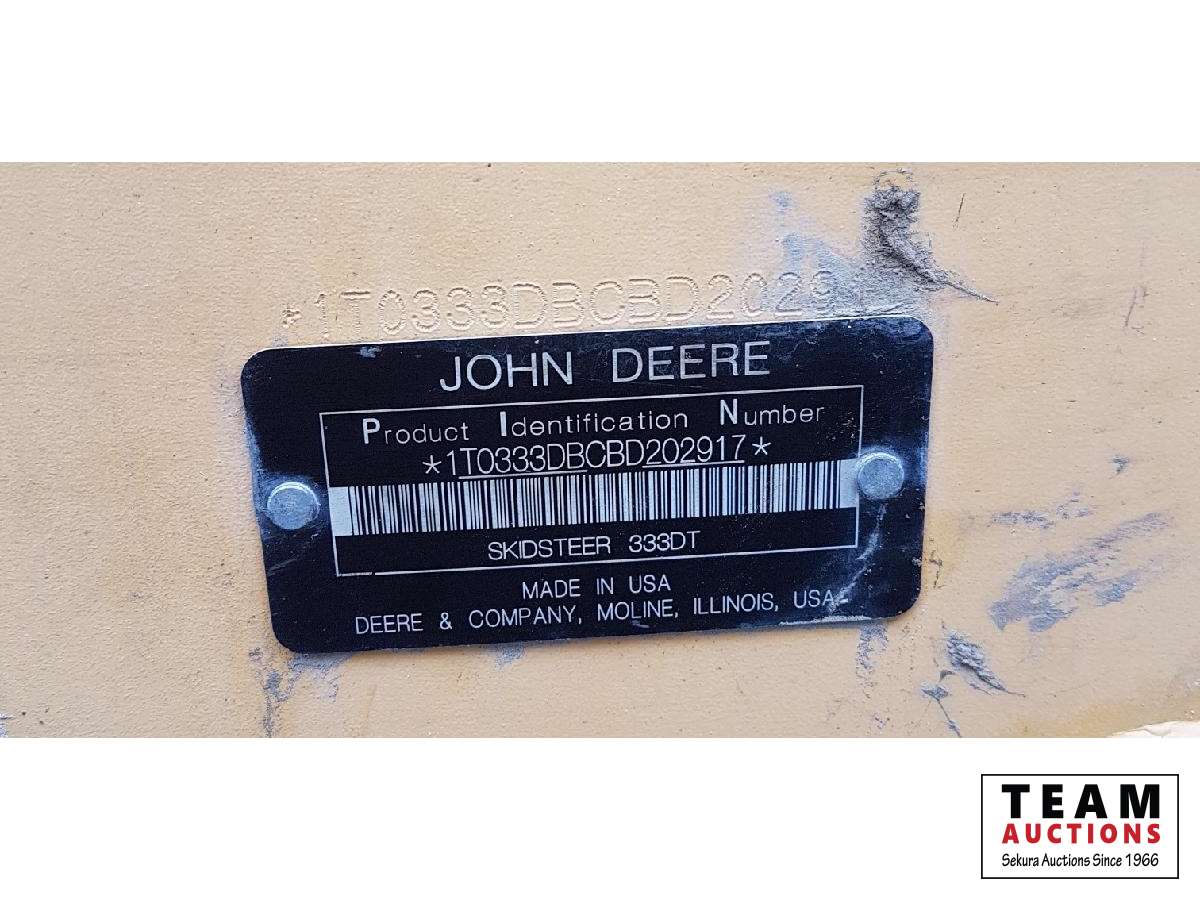 *1T0333DBCBD2029
JOHN DEERE
Product Identification Number
*1T0333DBCBD202917*
SKIDSTEER 333DT
MADE IN USA
DEERE & COMPANY, MOLINE, ILLINOIS, USA
TEAM
AUCTIONS
Sekura Auctions Since 1966